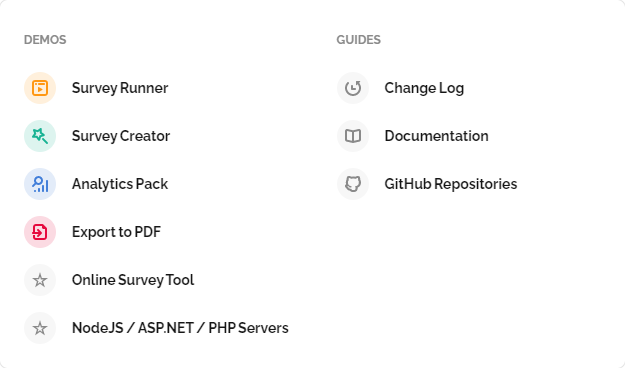 DEMOS
Survey Runner
Survey Creator
Analytics Pack
Export to PDF
Online Survey Tool
NodeJS / ASP.NET / PHP Servers
GUIDES
Change Log
Documentation
GitHub Repositories